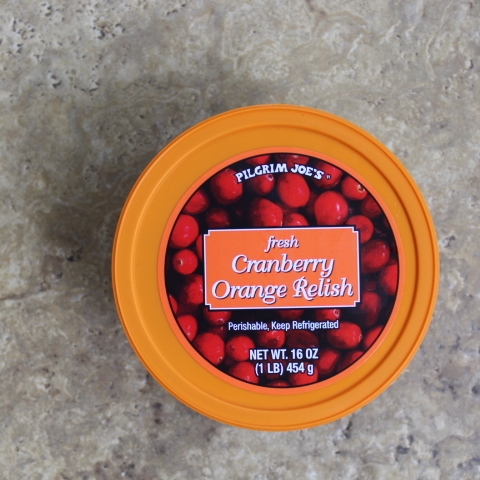 PILGRIM JOE'S®
fresh
Cranberry
Orange Relish
Perishable, Keep Refrigerated
NET WT. 16 OZ
(1 LB) 454 g